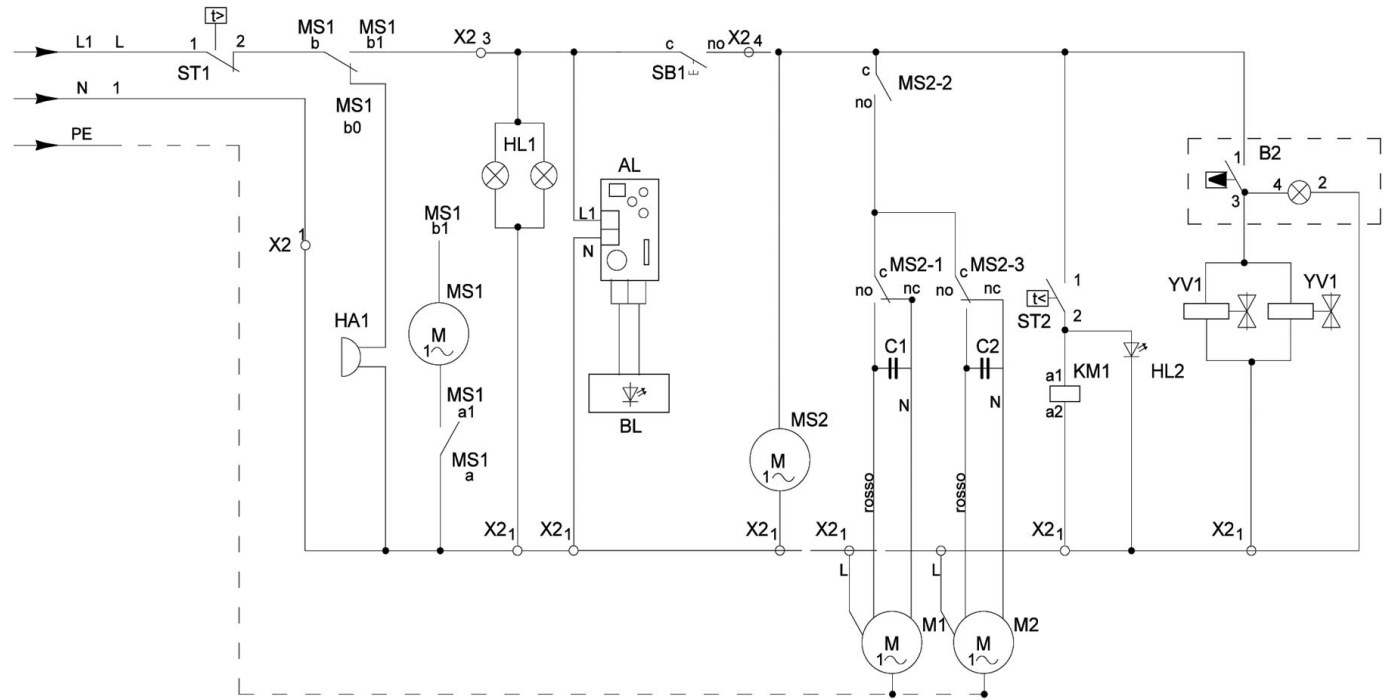 t>
L1 L 1 2
ST1
MS1
b
MS1
b1
X2 3
c no X2 4
SB1
N 1
MS1
b0
PE
c MS2-2
no
HL1
AL
L1
N
B2
1
4 2
3
MS1
b1
X2 1
MS1
M
1
HA1
MS1
a1
MS1
a
BL
c MS2-1
no nc
c MS2-3
no nc
1
t<
ST2 2
YV1 YV1
C1 C2
N N
a1 KM1
a2
HL2
MS2
M
1
rosso rosso
X2 1 X2 1 X2 1 X2 1 X2 1 X2 1
L L
M
1
M1
M
1
M2